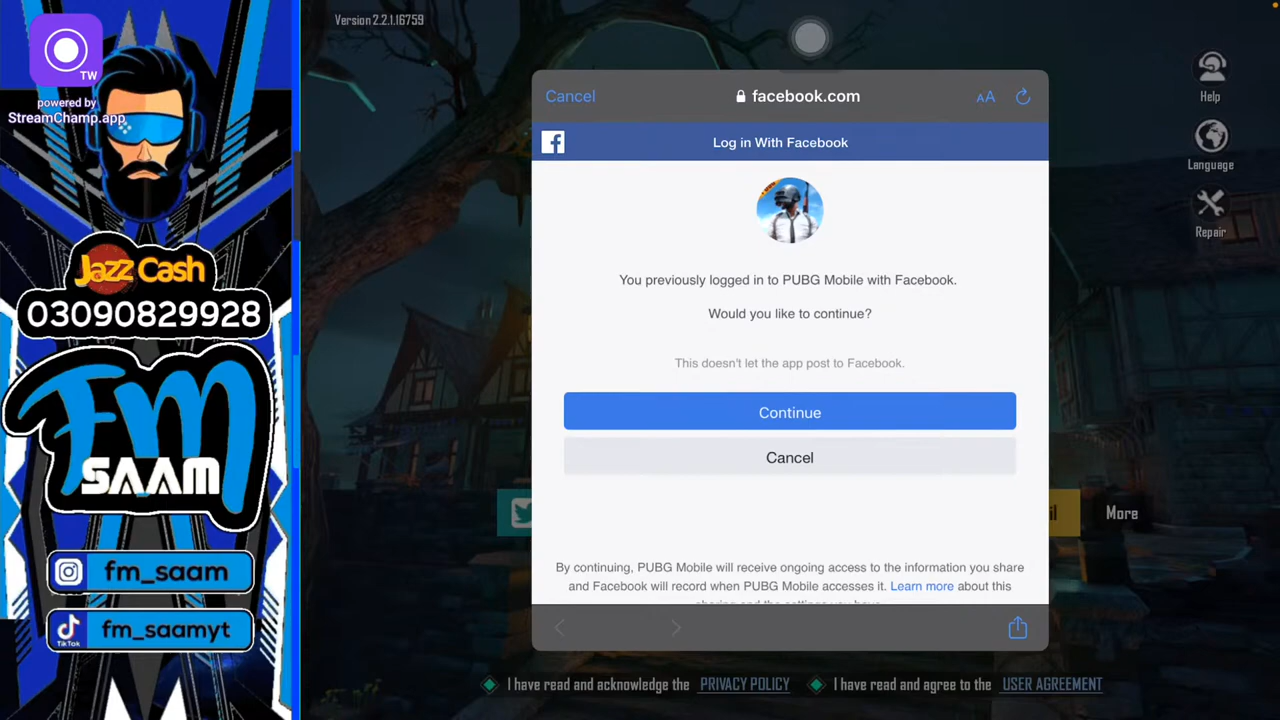 TW
powered by
StreamChamp.app
Jazz Cash
03090829928
Fm
SAAM
fm_saam
TikTok
fm_saamyt
Version 2.2.1.16759
Cancel
facebook.com
AA
Log in With Facebook
You previously logged in to PUBG Mobile with Facebook.
Would you like to continue?
This doesn't let the app post to Facebook.
Continue
Cancel
By continuing, PUBG Mobile will receive ongoing access to the information you share
and Facebook will record when PUBG Mobile accesses it. Learn more about this
Help
Language
Repair
More
I have read and acknowledge the PRIVACY POLICY
I have read and agree to the USER AGREEMENT